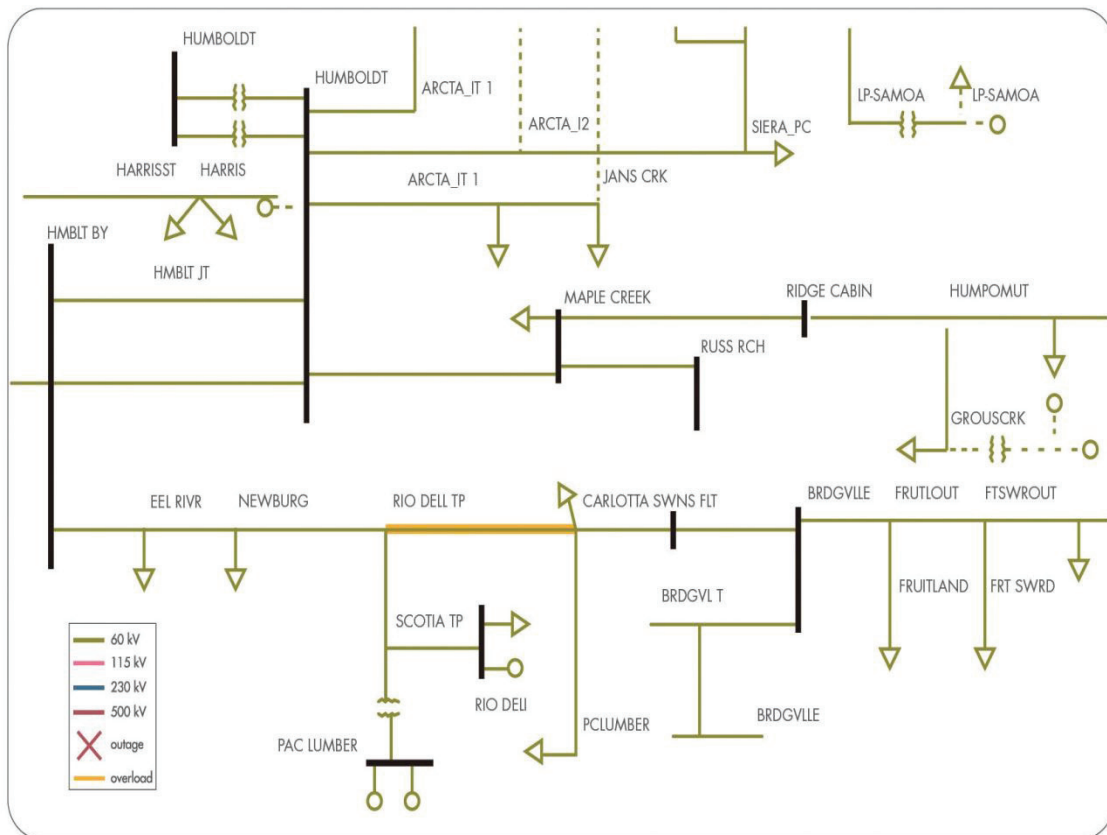 HUMBOLDT
HUMBOLDT
ARCTA_IT 1
LP-SAMOA
LP-SAMOA
ARCTA_I2
SIERA_PC
HARRISST
HARRIS
ARCTA_IT 1
JANS CRK
HMBLT BY
HMBLT JT
MAPLE CREEK
RIDGE CABIN
HUMPOMUT
RUSS RCH
GROUSCRK
EEL RIVR
NEWBURG
RIO DELL TP
CARLOTTA SWNS FLT
BRDGVLLE
FRUTLOUT
FTSWROUT
BRDGVL T
FRUITLAND
FRT SWRD
SCOTIA TP
RIO DELI
PCLUMBER
BRDGVLLE
PAC LUMBER
60 kV
115 kV
230 kV
500 kV
outage
overload